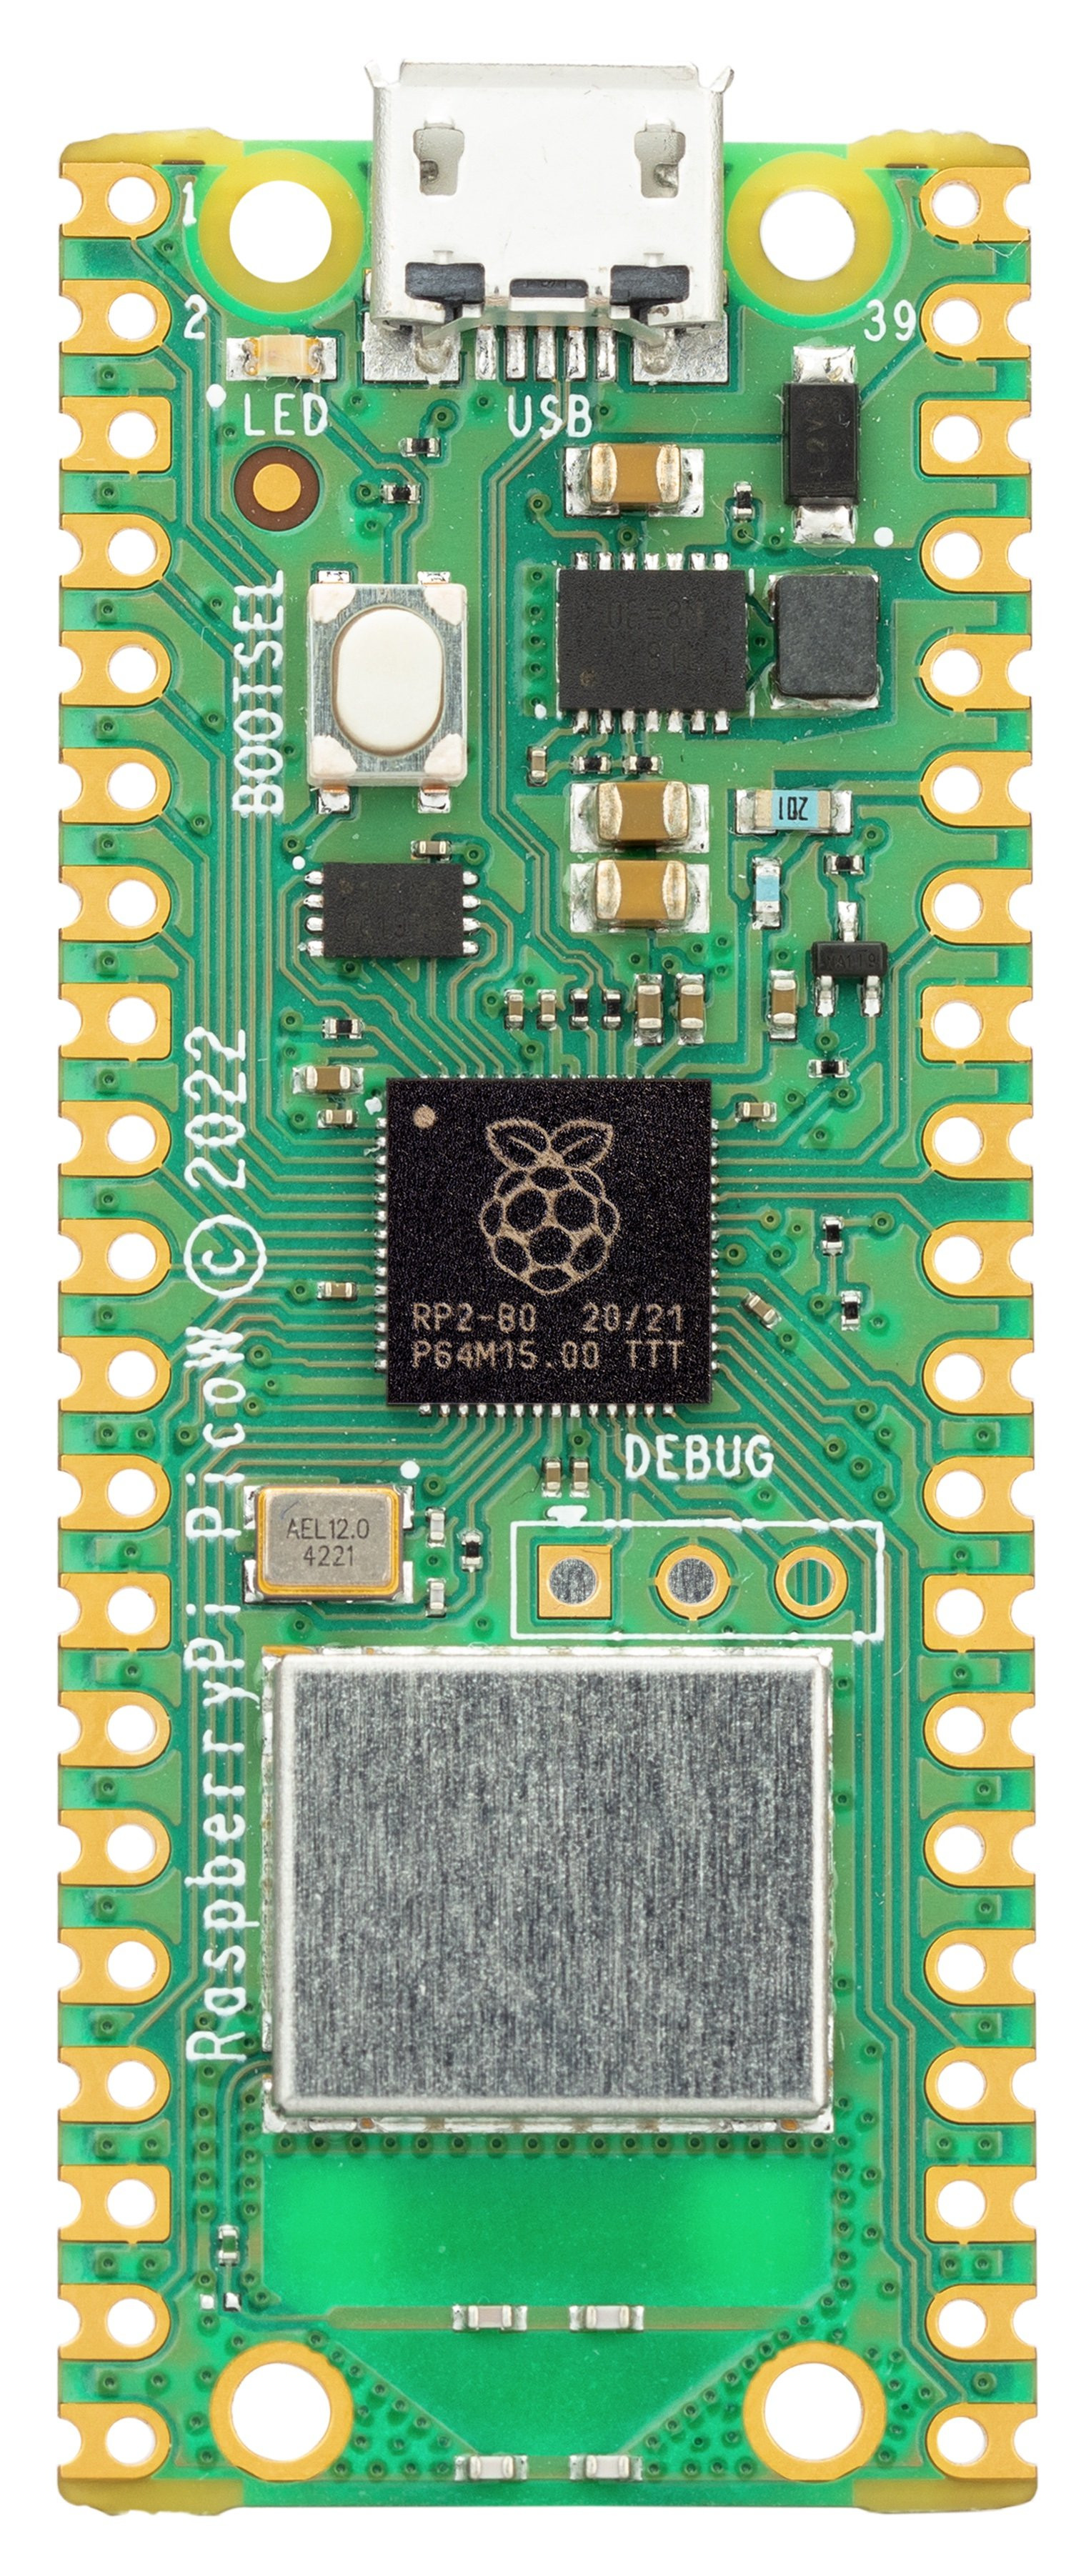 1
2
39
LED
USB
BOOTSEL
RP2-B0 20/21
P64M15.00 TTT
DEBUG
AEL12.0
4221
Raspberry Pi Pico W © 2022